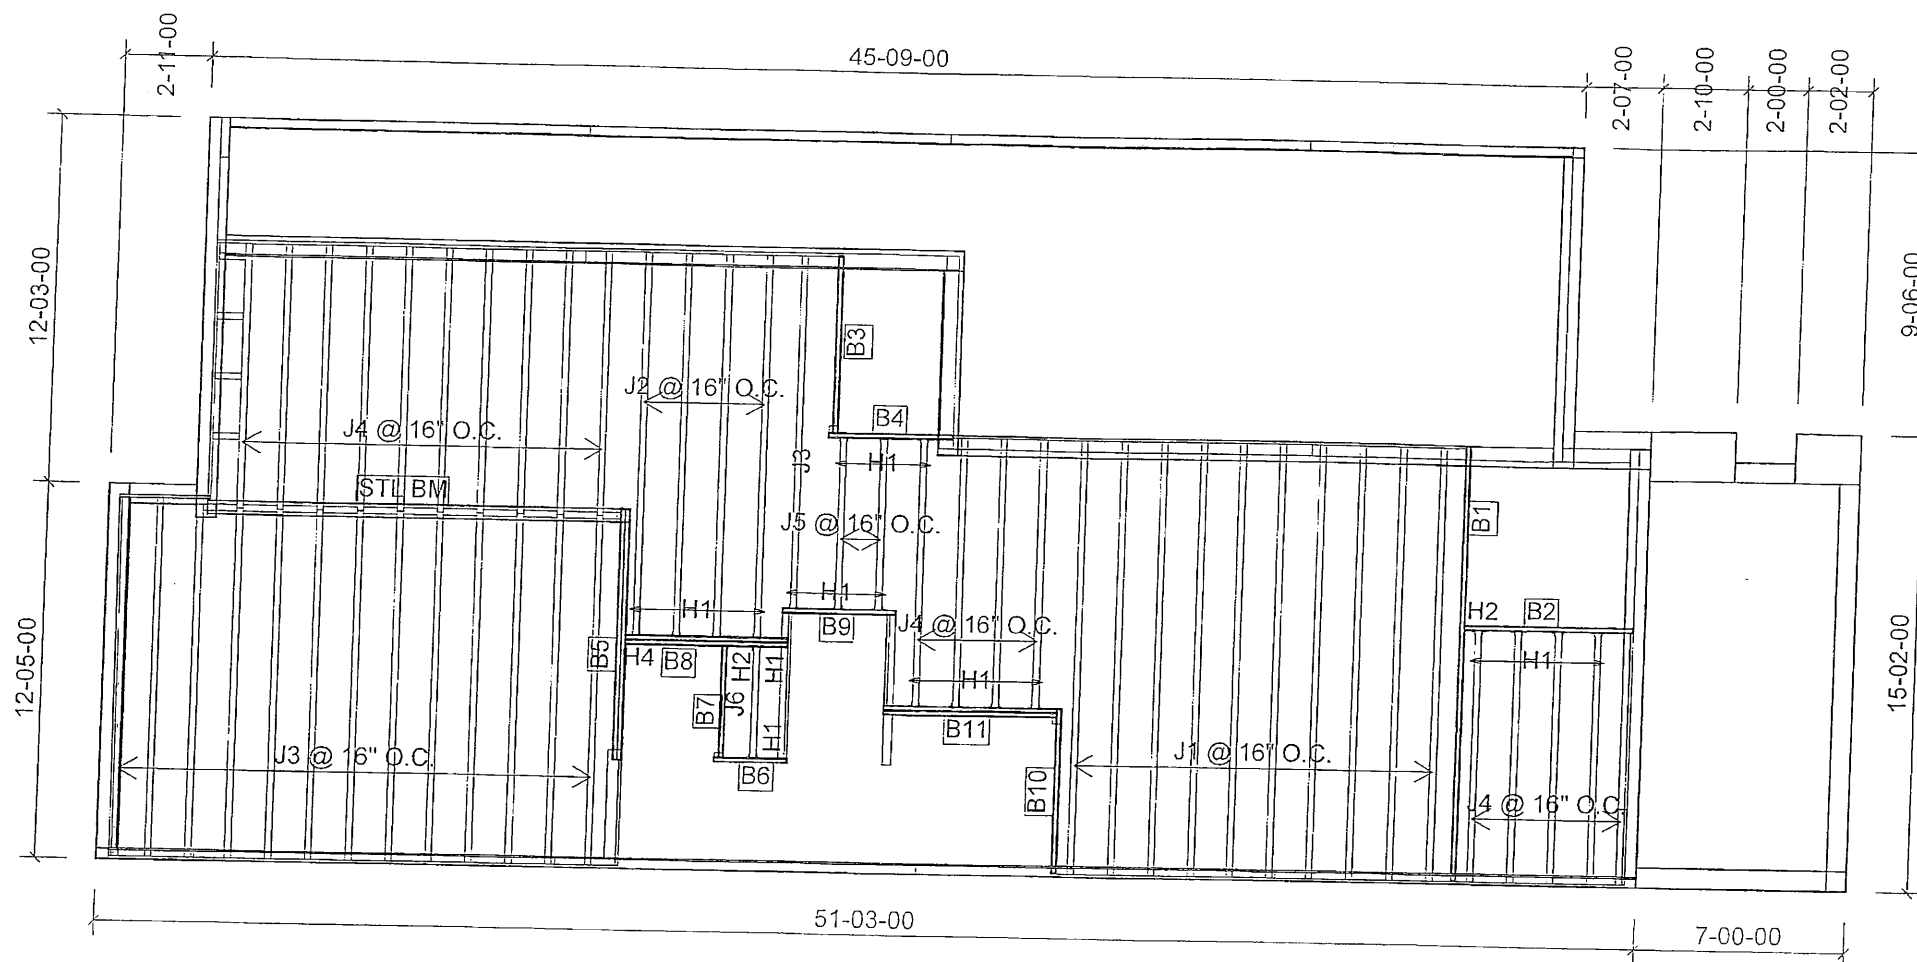 2-11-00
45-09-00
2-07-00
2-10-00
2-00-00
2-02-00
12-03-00
9-06-00
B3
J2 @ 16" O.C.
B4
J4 @ 16" O.C.
H1
J3
STL BM
B1
J5 @ 16" O.C.
H1
H1
H2
B2
B9
J4 @ 16" O.C.
12-05-00
B5
H4
B8
H2
H1
H1
H1
15-02-00
B7
J6
B11
H1
J3 @ 16" O.C.
J1 @ 16" O.C.
B6
B10
J4 @ 16" O.C.
51-03-00
7-00-00